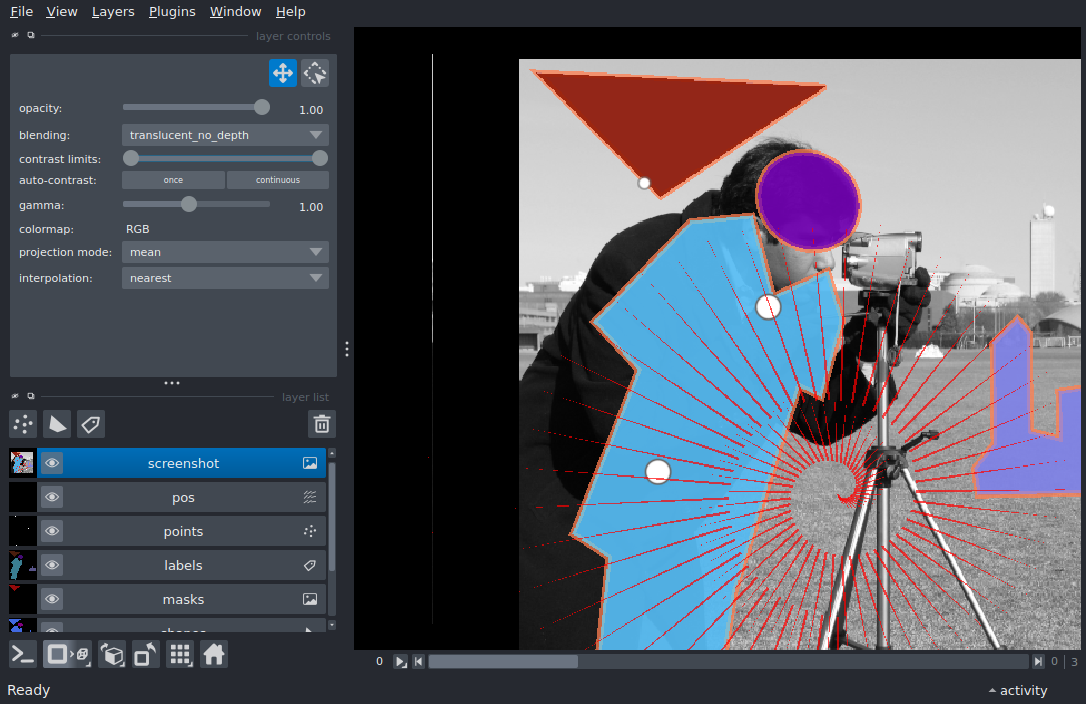 File View Layers Plugins Window Help
layer controls
opacity: 1.00
blending: translucent_no_depth
contrast limits:
auto-contrast: once continuous
gamma: 1.00
colormap: RGB
projection mode: mean
interpolation: nearest
layer list
screenshot
pos
points
labels
masks
shapes
0 0 | 3
Ready activity